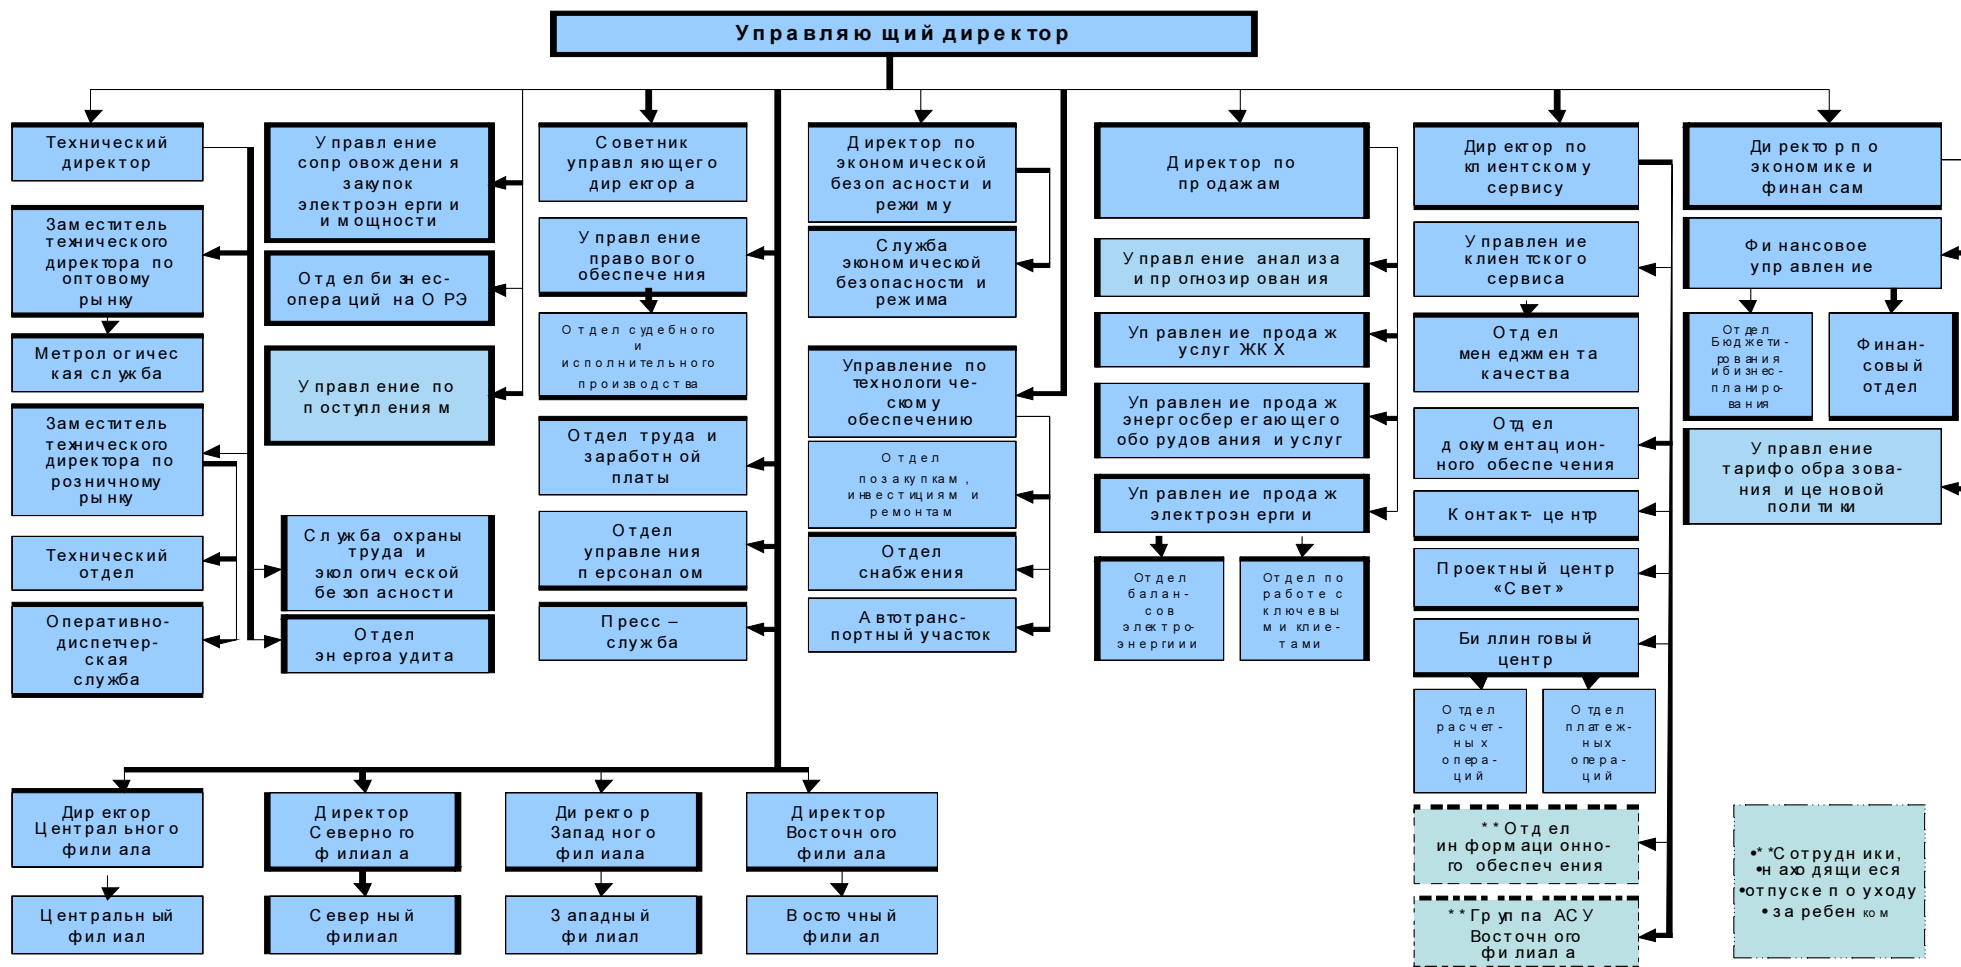 Управляющий директор
Технический
директор
Заместитель
технического
директора по
оптовому
рынку
Метрологичес
кая служба
Заместитель
технического
директора по
розничному
рынку
Технический
отдел
Оперативно-
диспетчер-
ская
служба
Управление
сопровождения
закупок
электроэнергии
и мощности
Отдел бизнес-
операций на ОРЭ
Управление по
поступлениям
Служба охраны
труда и
экологической
безопасности
Отдел
энергоаудита
Советник
управляющего
директора
Управление
правового
обеспечения
Отдел судебного
и
исполнительного
производства
Отдел труда и
заработной
платы
Отдел
управления
персоналом
Пресс –
служба
Директор по
экономической
безопасности и
режиму
Служба
экономической
безопасности и
режима
Управление по
технологиче-
скому
обеспечению
Отдел
по закупкам,
инвестициям и
ремонтам
Отдел
снабжения
Автотранс-
портный участок
Директор по
продажам
Управление анализа
и прогнозирования
Управление продаж
услуг ЖКХ
Управление продаж
энергосберегающего
оборудования и услуг
Управление продаж
электроэнергии
Отдел
балан-
сов
электро-
энергиии
Отдел по
работе с
ключевы
ми клие-
тами
Директор по
клиентскому
сервису
Управление
клиентского
сервиса
Отдел
менеджмента
качества
Отдел
документацион-
ного обеспечения
Контакт- центр
Проектный центр
«Свет»
Биллинговый
центр
Отдел
расчет-
ных
опера-
ций
Отдел
платеж-
ных
опера-
ций
**Отдел
информационно-
го обеспечения
**Группа АСУ
Восточного
филиала
Директор по
экономике и
финансам
Финансовое
управление
Отдел
Бюджети-
рования
и бизнес-
планиро-
вания
Финан-
совый
отдел
Управление
тарифообразова-
ния и ценовой
политики
Директор
Центрального
филиала
Директор
Северного
филиала
Директор
Западного
филиала
Директор
Восточного
филиала
Центральный
филиал
Северный
филиал
Западный
филиал
Восточный
филиал
•**Сотрудники,
•находящиеся
•отпуске по уходу
•за ребенком